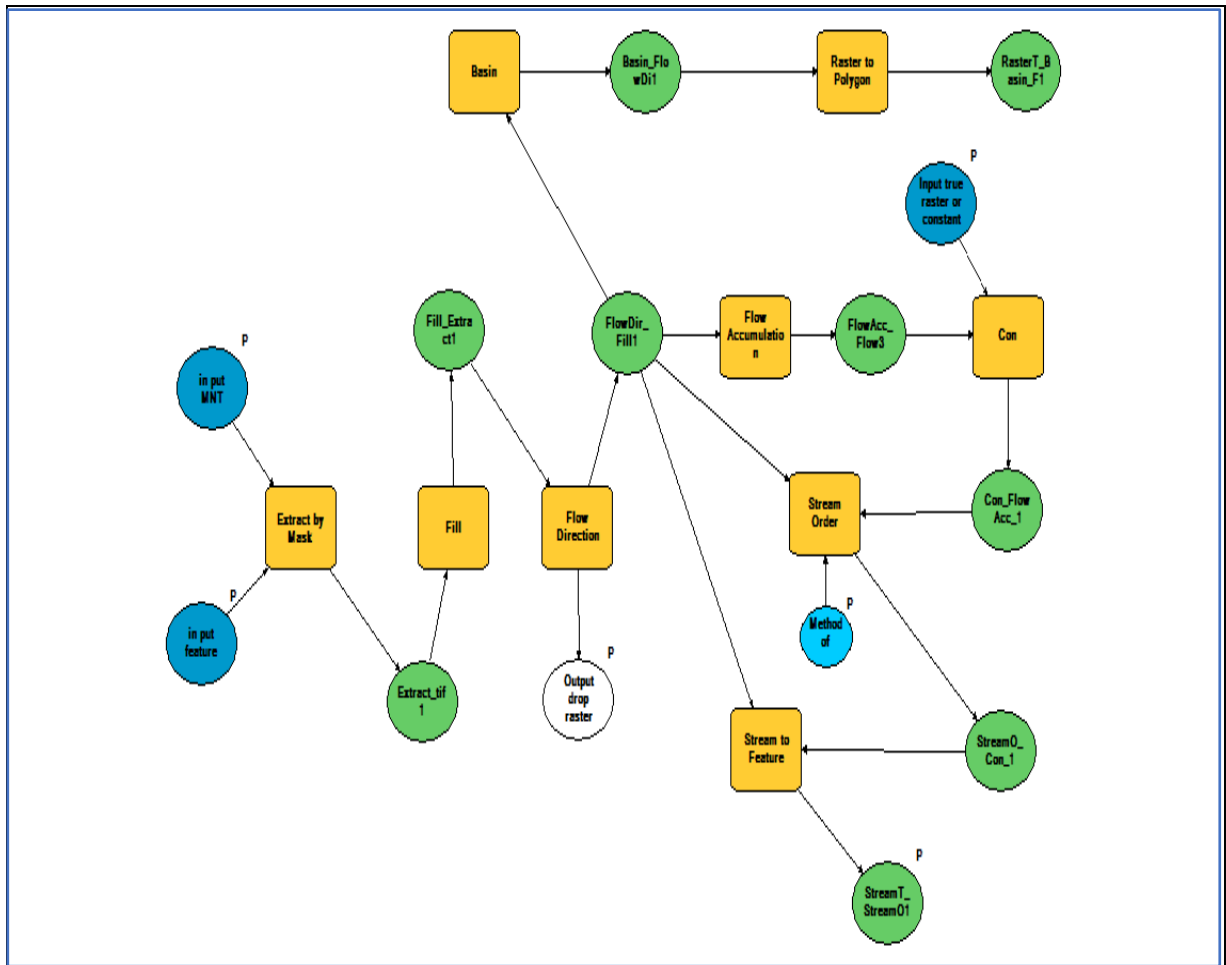 Basin
Basin_Flo
wDi1
Raster to
Polygon
RasterT_B
asin_F1
P
Input true
raster or
constant
Fill_Extra
ct1
FlowDir_
Fill1
Flow
Accumulatio
n
FlowAcc_
Flow3
Con
P
in put
MNT
Extract by
Mask
Fill
Flow
Direction
Stream
Order
Con_Flow
Acc_1
P
in put
feature
P
Method
of
Extract_tif
1
P
Output
drop
raster
Stream to
Feature
StreamO_
Con_1
P
StreamT_
StreamO1